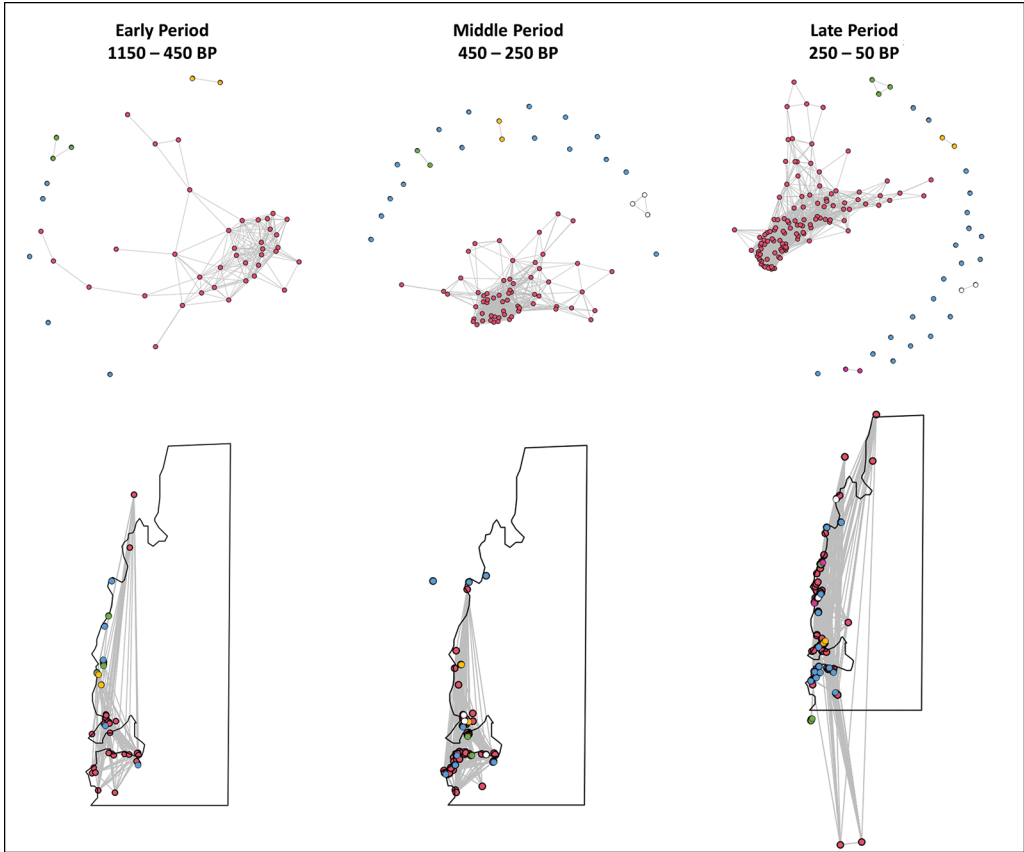 Early Period
1150 – 450 BP
Middle Period
450 – 250 BP
Late Period
250 – 50 BP